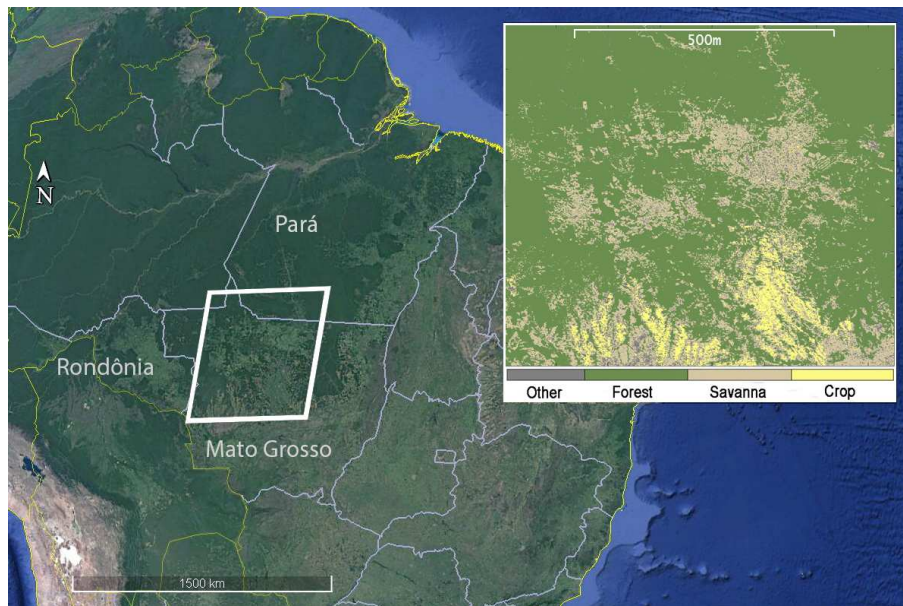 500m
N
Pará
Rondônia
Mato Grosso
Other Forest Savanna Crop
1500 km